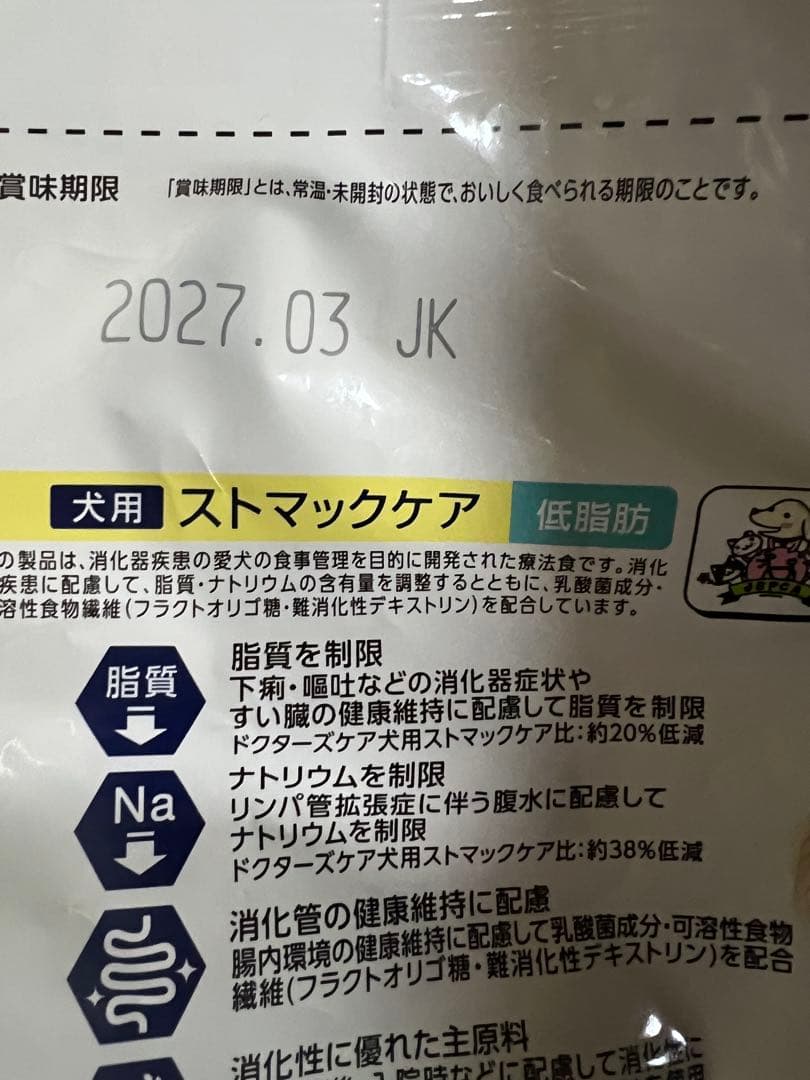 賞味期限 「賞味期限」とは、常温・未開封の状態で、おいしく食べられる期限のことです。
2027.03 JK
犬用 ストマックケア 低脂肪
の製品は、消化器疾患の愛犬の食事管理を目的に開発された療法食です。消化
疾患に配慮して、脂質・ナトリウムの含有量を調整するとともに、乳酸菌成分・
溶性食物繊維(フラクトオリゴ糖・難消化性デキストリン)を配合しています。
脂質
脂質を制限
下痢・嘔吐などの消化器症状や
すい臓の健康維持に配慮して脂質を制限
ドクターズケア犬用ストマックケア比:約20%低減
Na
ナトリウムを制限
リンパ管拡張症に伴う腹水に配慮して
ナトリウムを制限
ドクターズケア犬用ストマックケア比:約38%低減
消化管の健康維持に配慮
腸内環境の健康維持に配慮して乳酸菌成分・可溶性食物
繊維(フラクトオリゴ糖・難消化性デキストリン)を配合
消化性に優れた主原料
入院時などに配慮して消化性に
使用